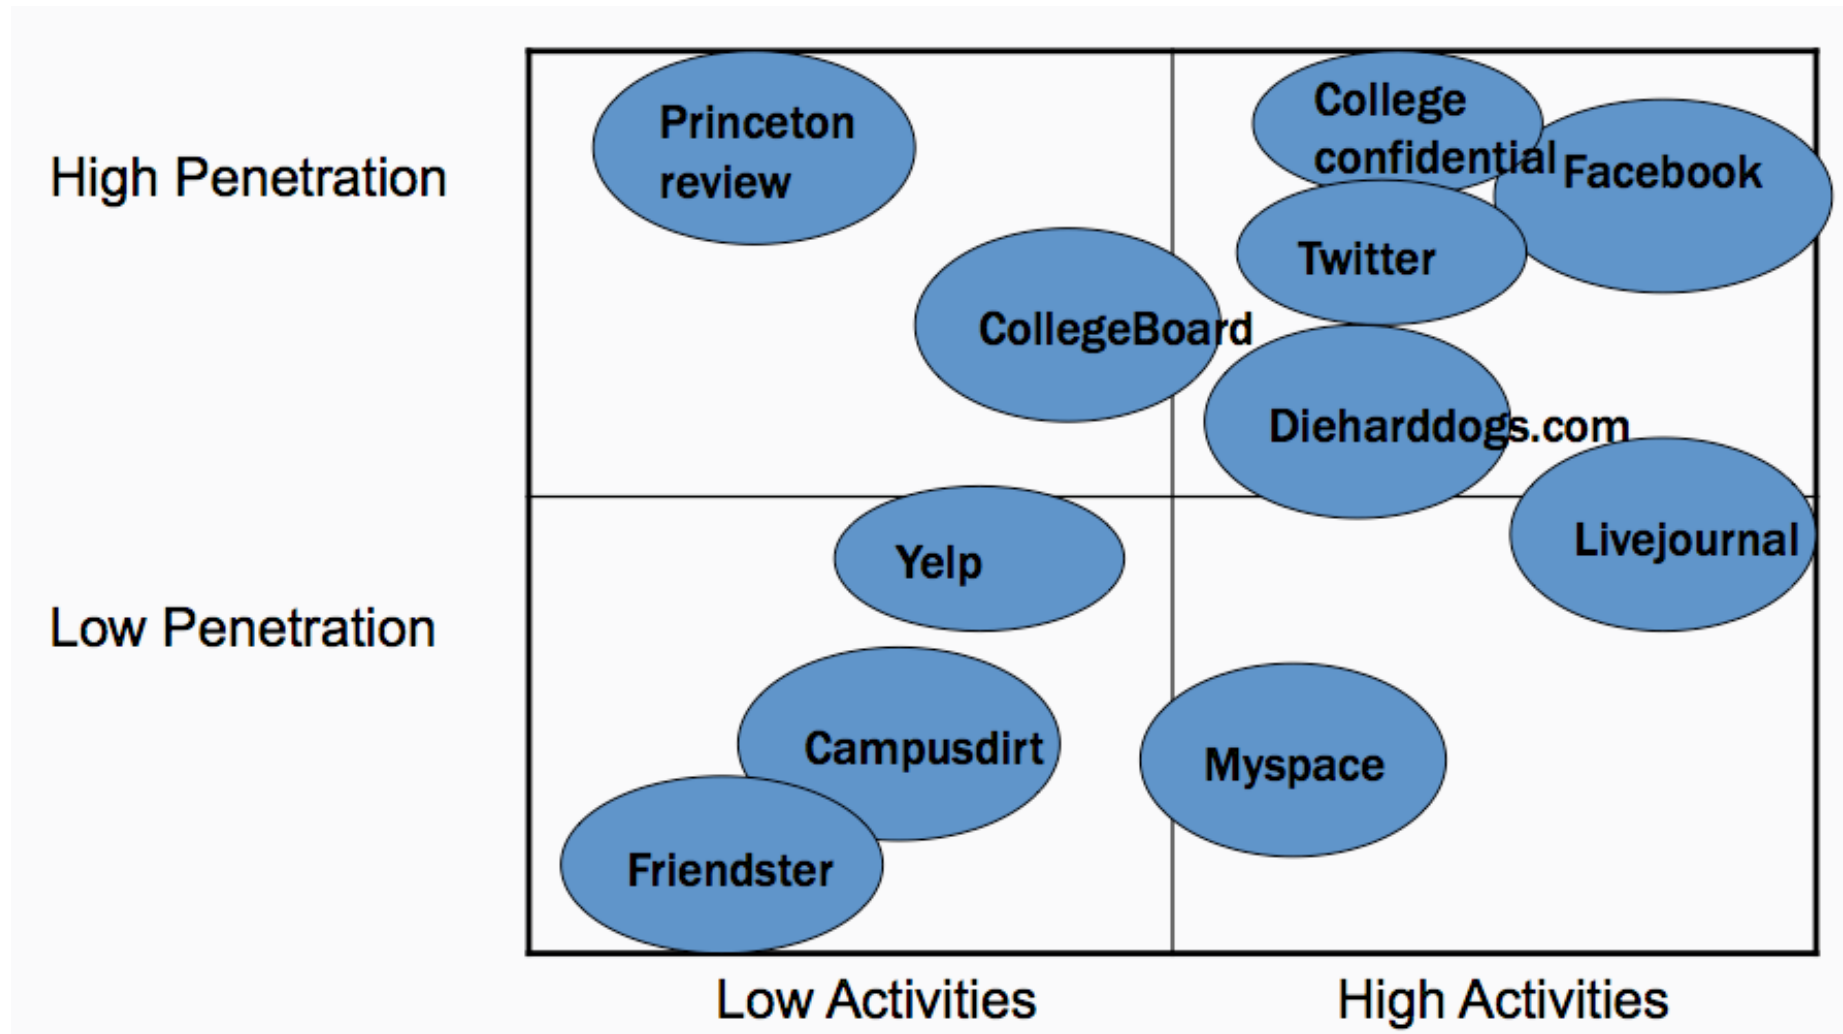 High Penetration
Princeton
review
College
confidential
Facebook
Twitter
CollegeBoard
Dieharddogs.com
Low Penetration
Yelp
Livejournal
Campusdirt
Myspace
Friendster
Low Activities
High Activities